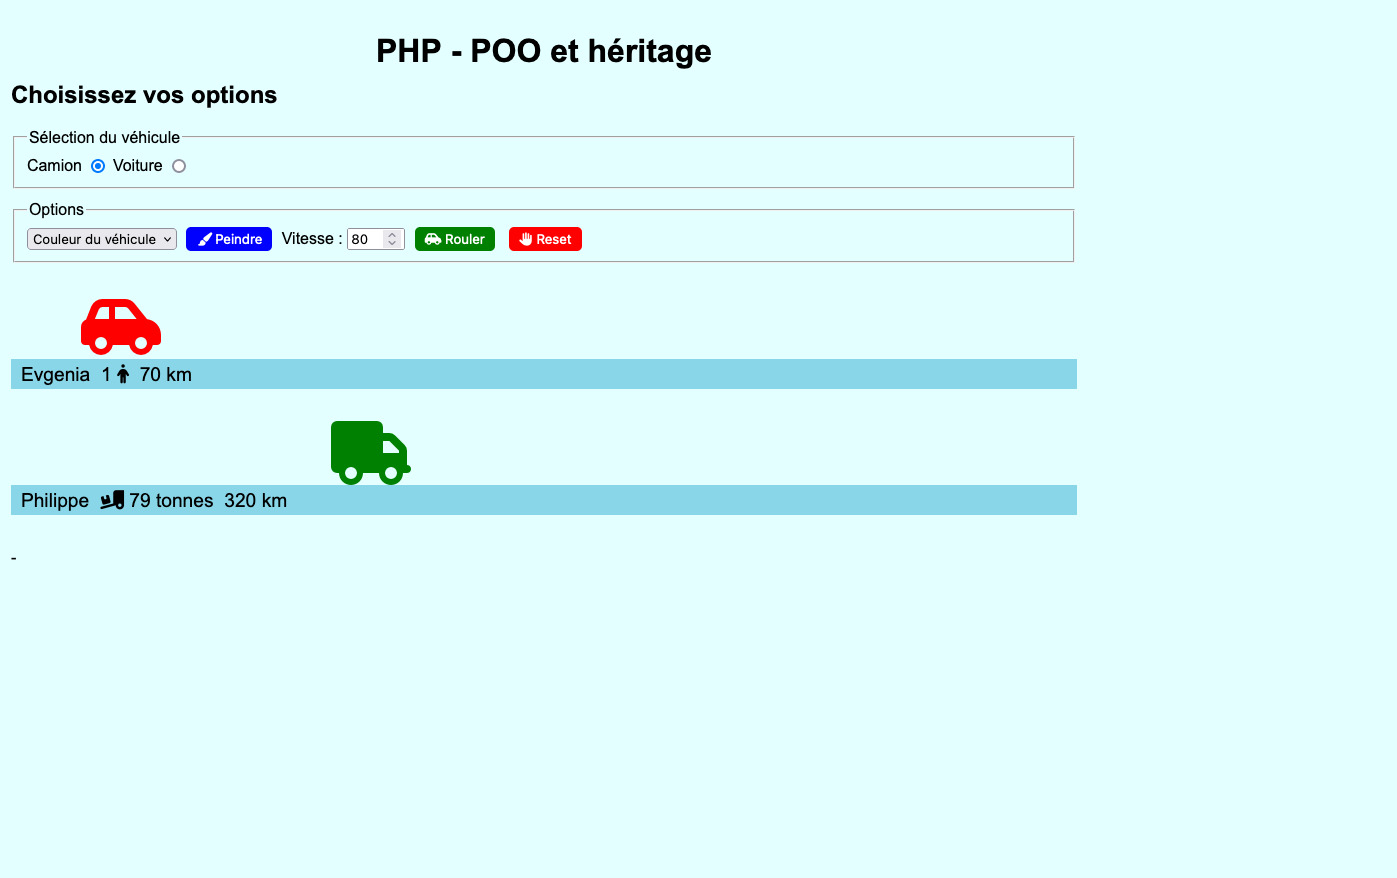 PHP - POO et héritage
Choisissez vos options
Sélection du véhicule
Camion Voiture
Options
Couleur du véhicule Peindre Vitesse : 80 Rouler Reset
Evgenia 1 70 km
Philippe 79 tonnes 320 km
-